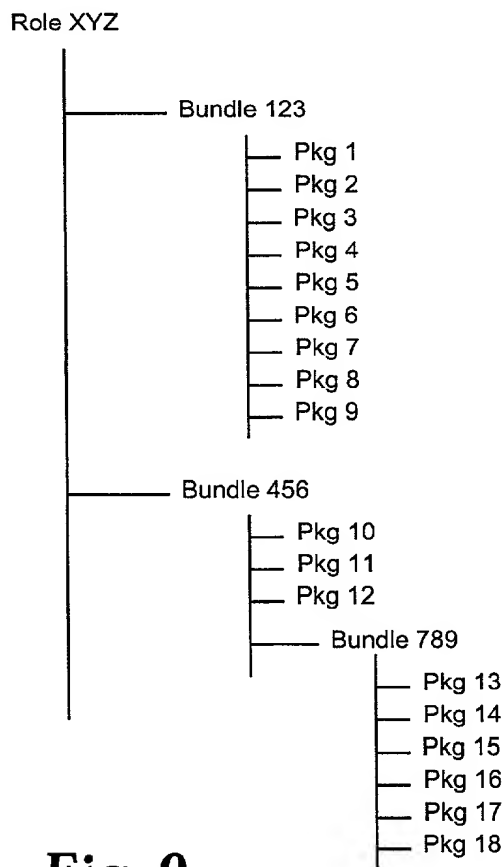 Role XYZ
Bundle 123
Pkg 1
Pkg 2
Pkg 3
Pkg 4
Pkg 5
Pkg 6
Pkg 7
Pkg 8
Pkg 9
Bundle 456
Pkg 10
Pkg 11
Pkg 12
Bundle 789
Pkg 13
Pkg 14
Pkg 15
Pkg 16
Pkg 17
Pkg 18
Fig. 9